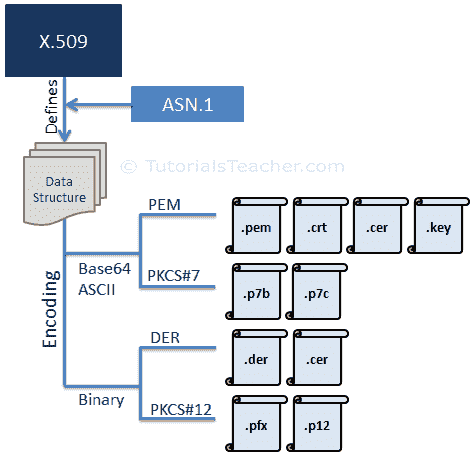 X.509
Defines
ASN.1
© TutorialsTeacher.com
Data
Structure
Encoding
Base64
ASCII
PEM
.pem
.crt
.cer
.key
PKCS#7
.p7b
.p7c
Binary
DER
.der
.cer
PKCS#12
.pfx
.p12